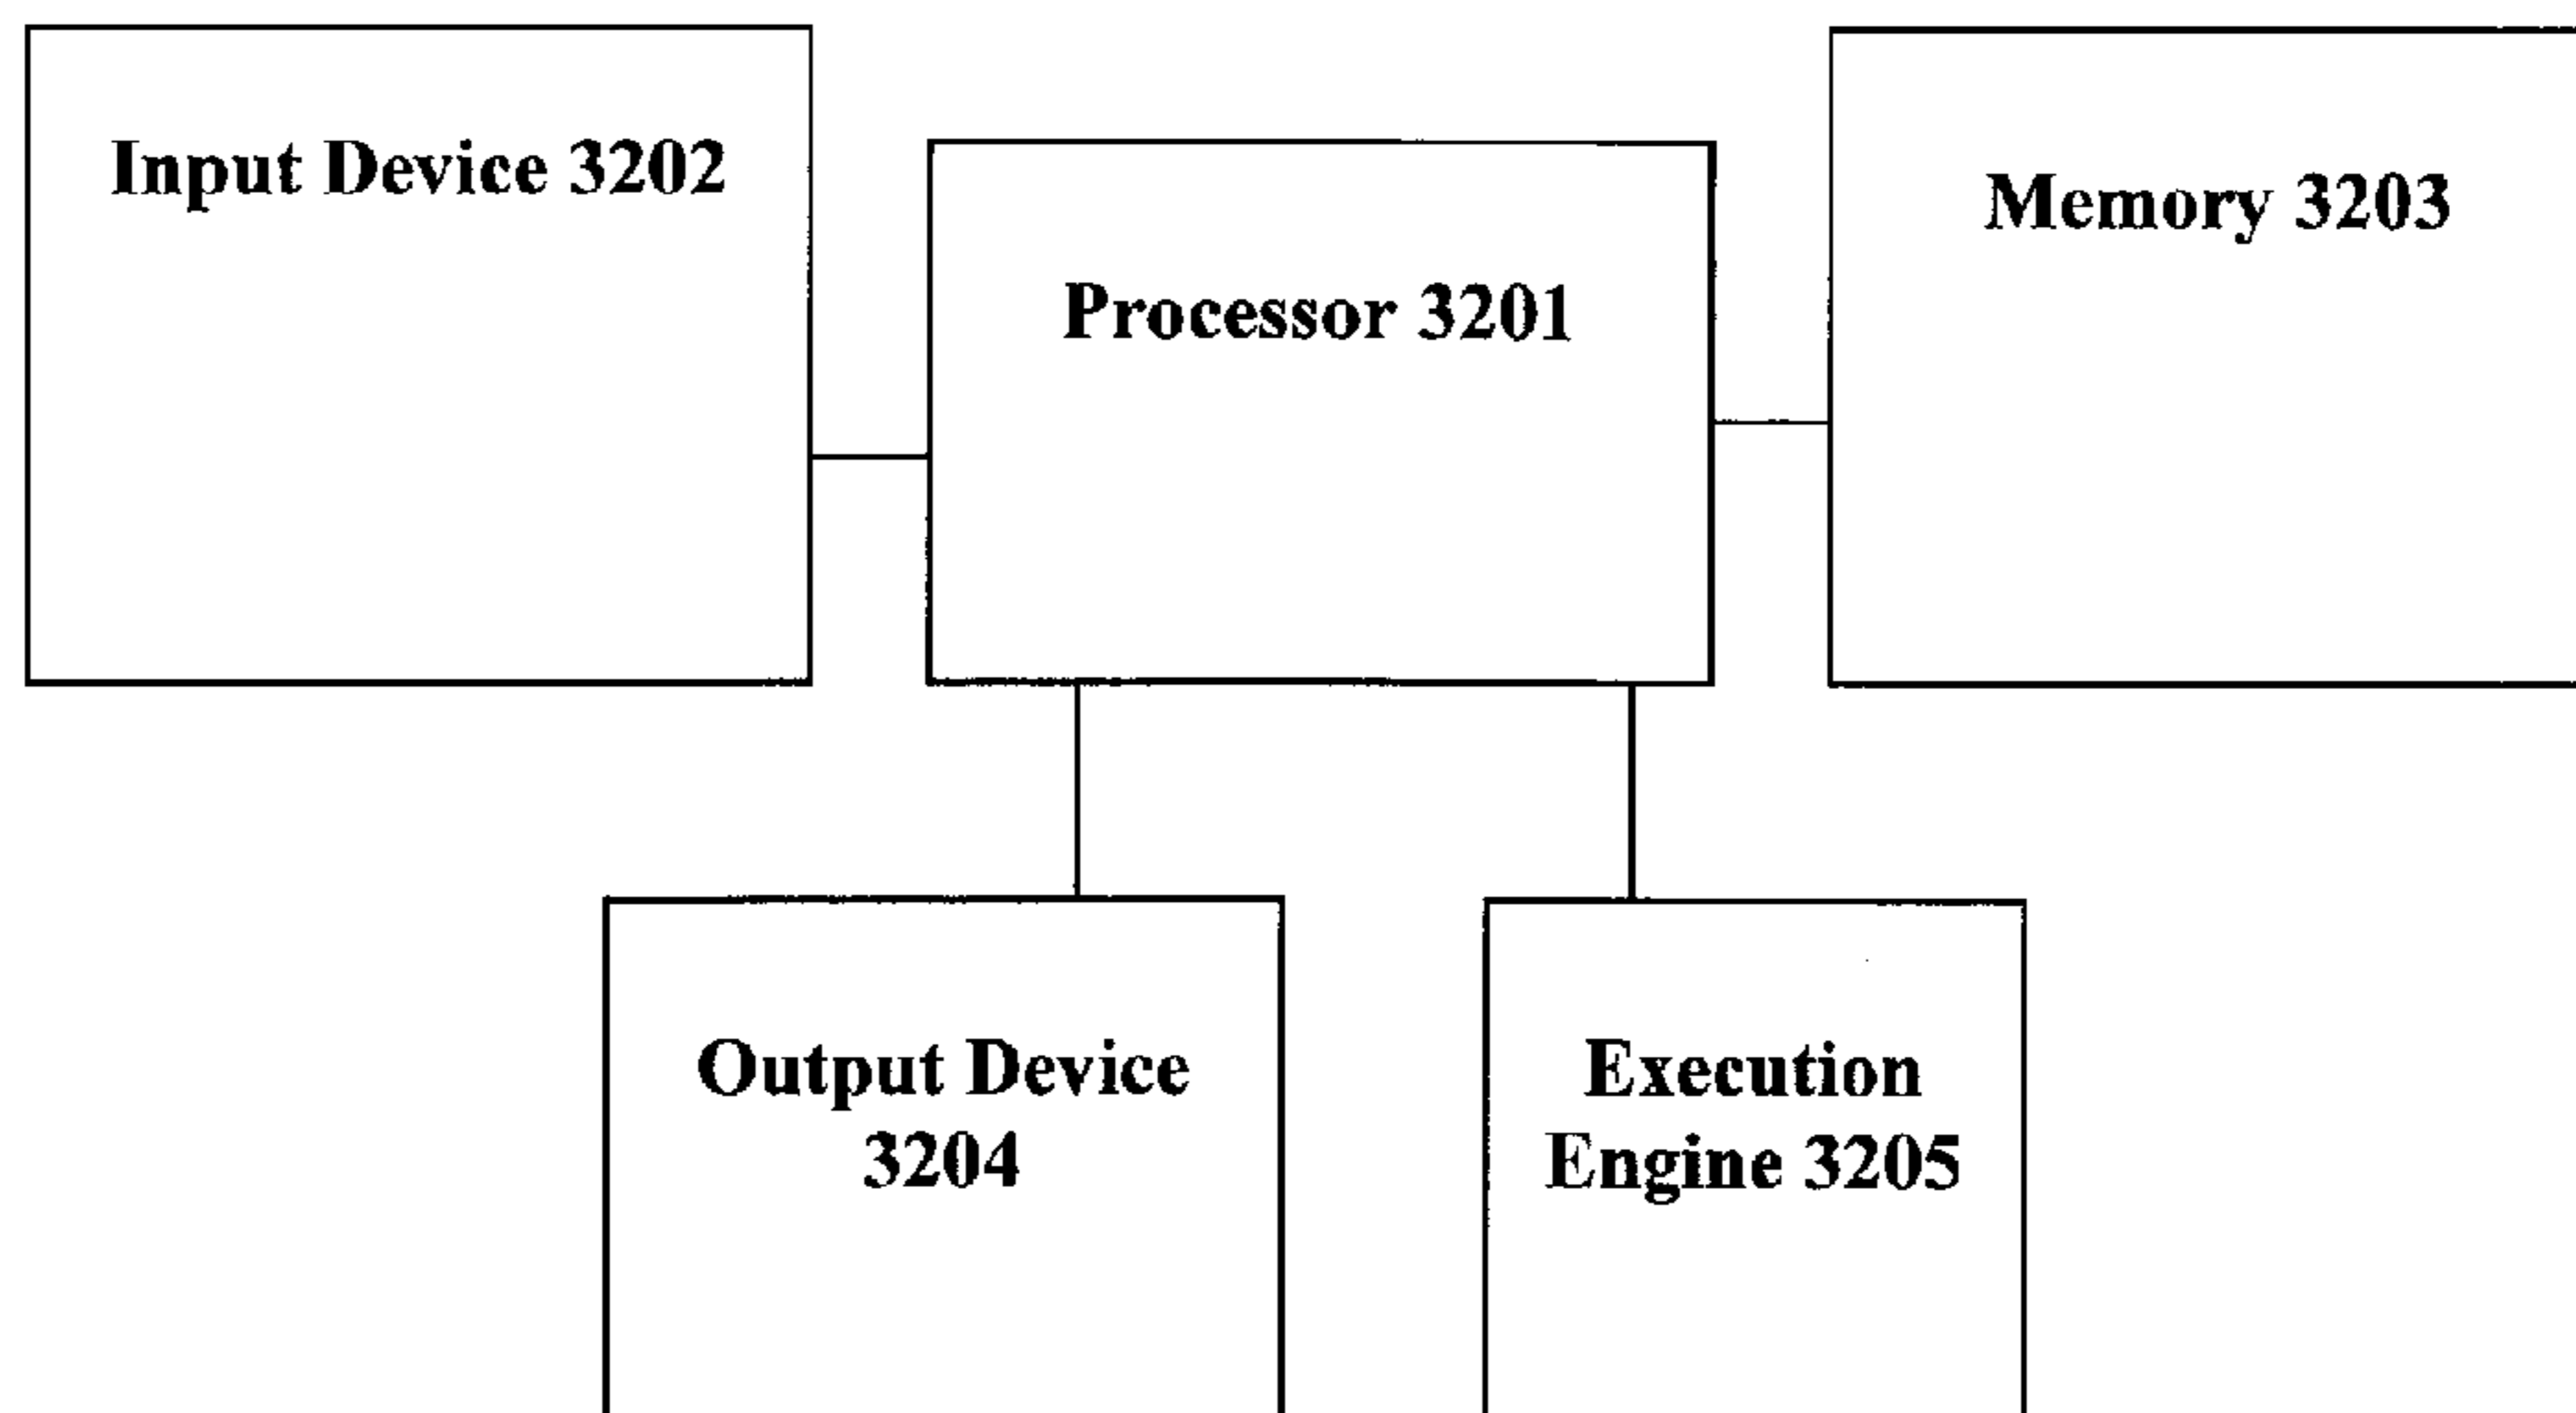 Input Device 3202
Processor 3201
Memory 3203
Output Device
3204
Execution
Engine 3205